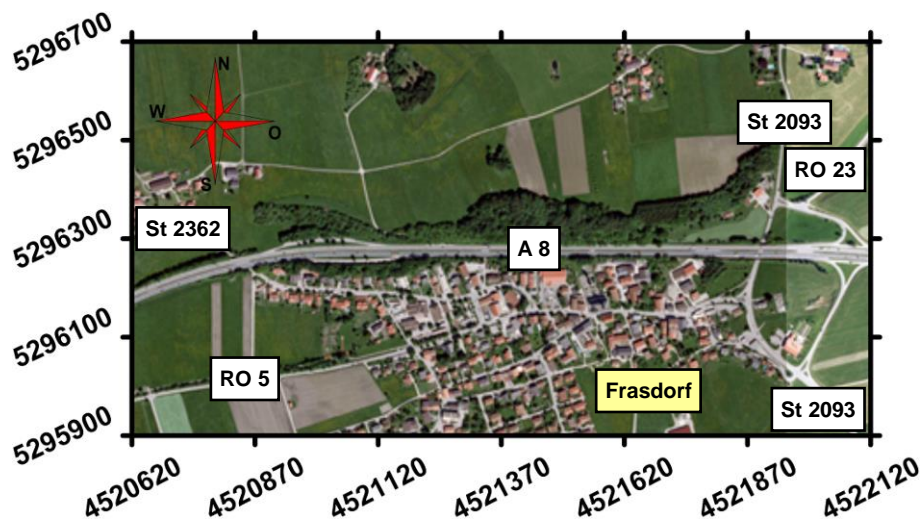 5296700
5296500
5296300
5296100
5295900
N
W
O
S
St 2093
RO 23
St 2362
A 8
RO 5
Frasdorf
St 2093
4520620
4520870
4521120
4521370
4521620
4521870
4522120